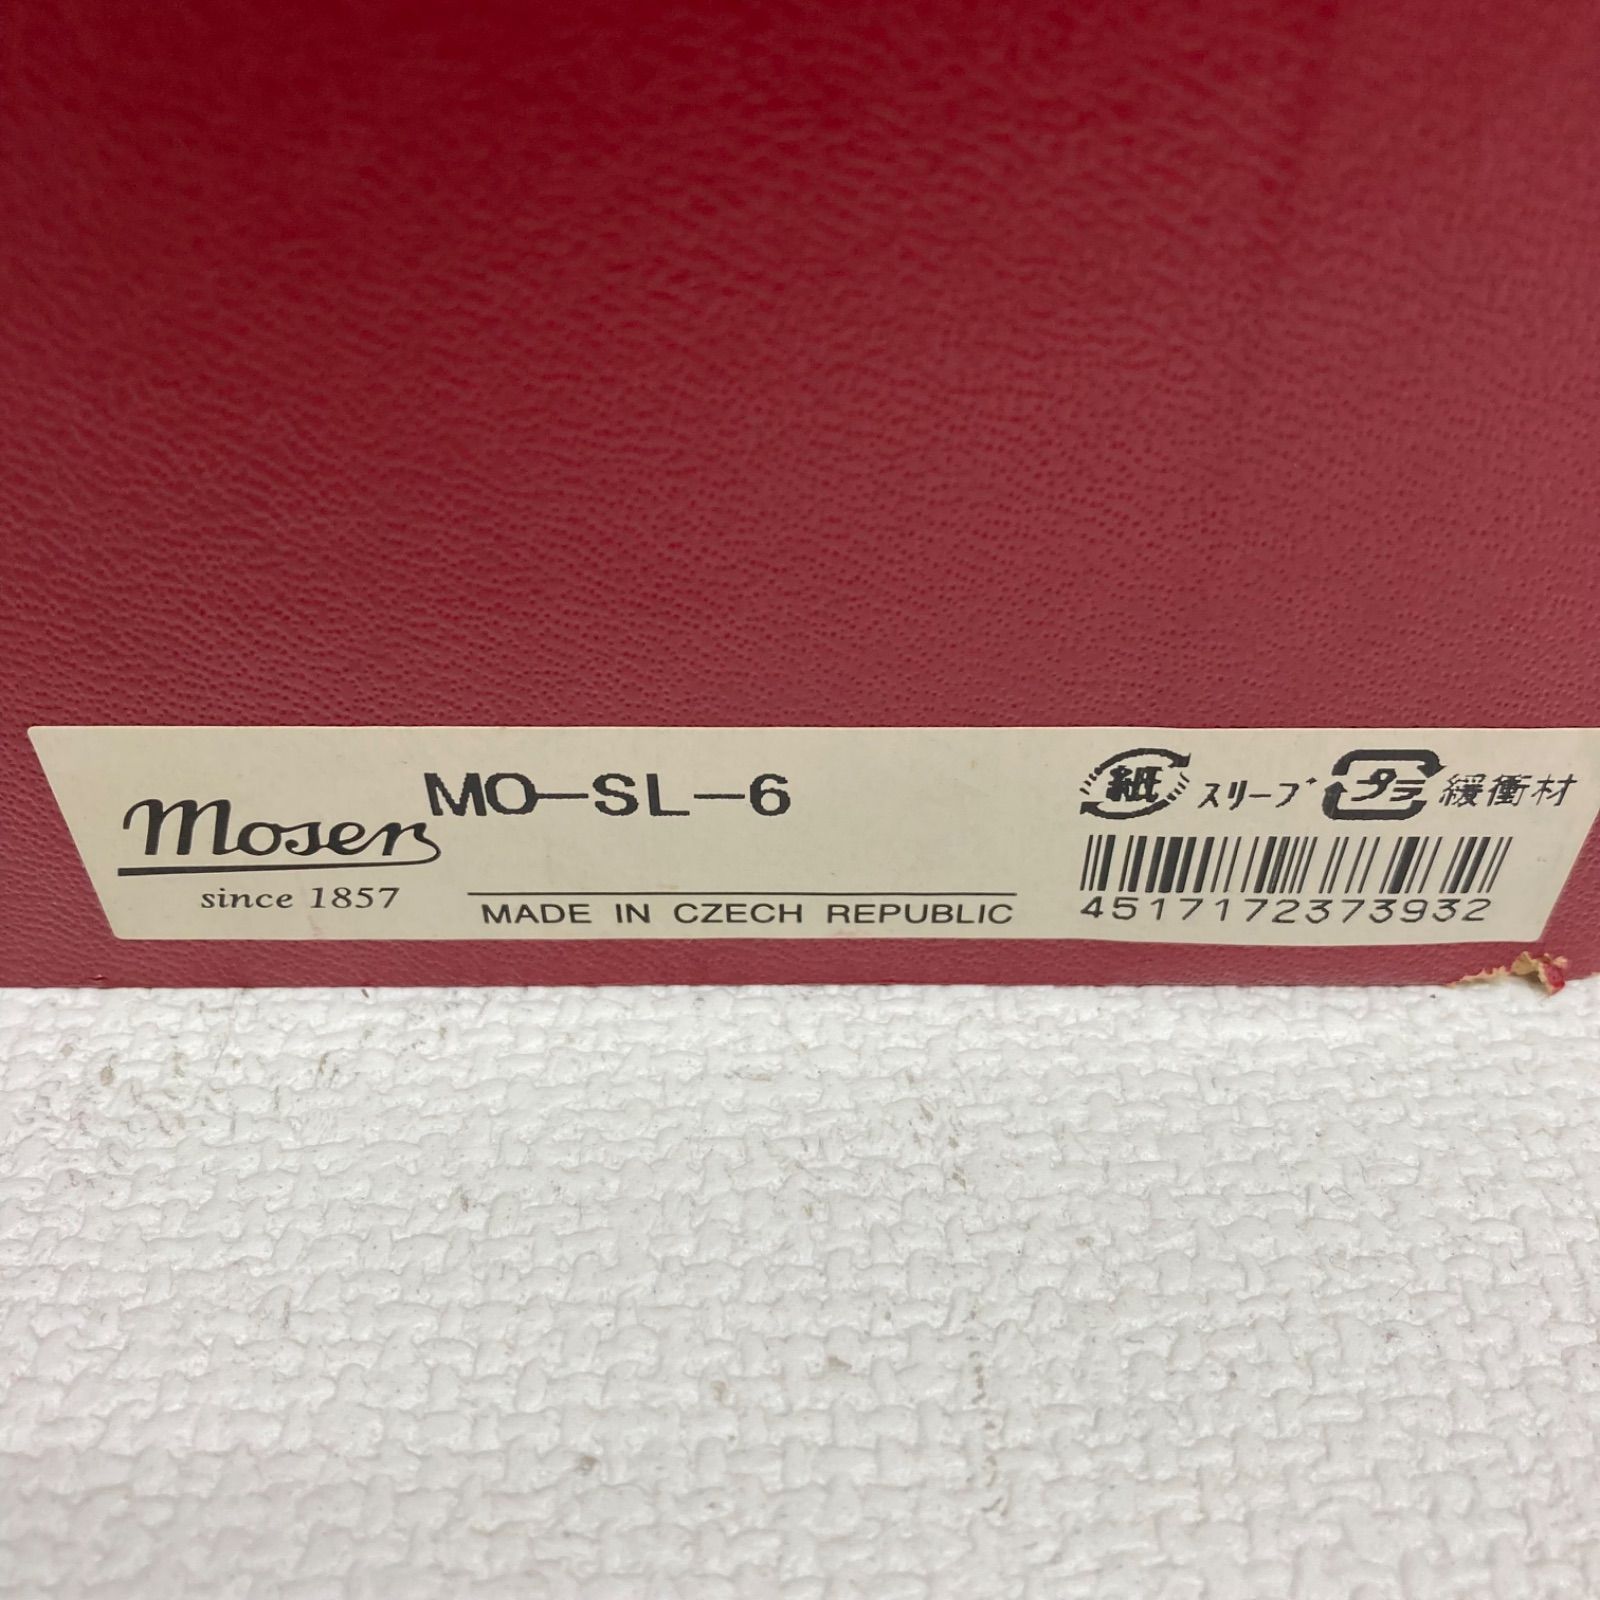 MO-SL-6
moser
since 1857
MADE IN CZECH REPUBLIC
紙 スリーブ プラ 緩衝材
4517172373932